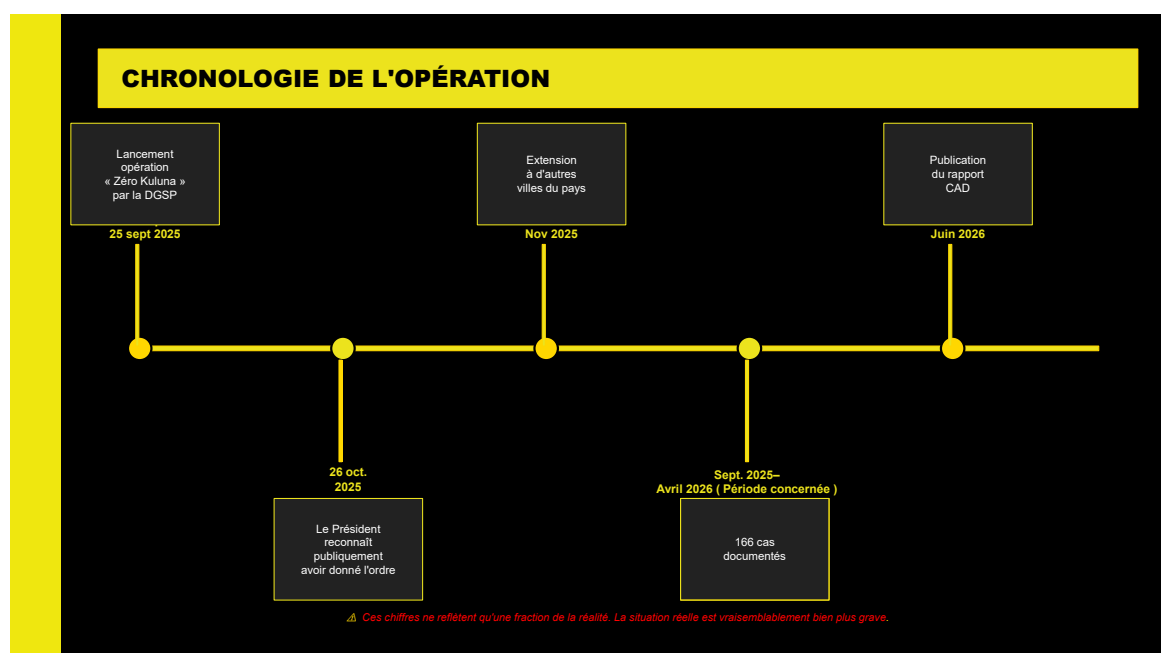 CHRONOLOGIE DE L'OPÉRATION
Lancement
opération
« Zéro Kuluna »
par la DGSP
25 sept 2025
Extension
à d'autres
villes du pays
Nov 2025
Publication
du rapport
CAD
Juin 2026
26 oct.
2025
Le Président
reconnaît
publiquement
avoir donné l'ordre
Sept. 2025–
Avril 2026 ( Période concernée )
166 cas
documentés
⚠ Ces chiffres ne reflètent qu'une fraction de la réalité. La situation réelle est vraisemblablement bien plus grave.